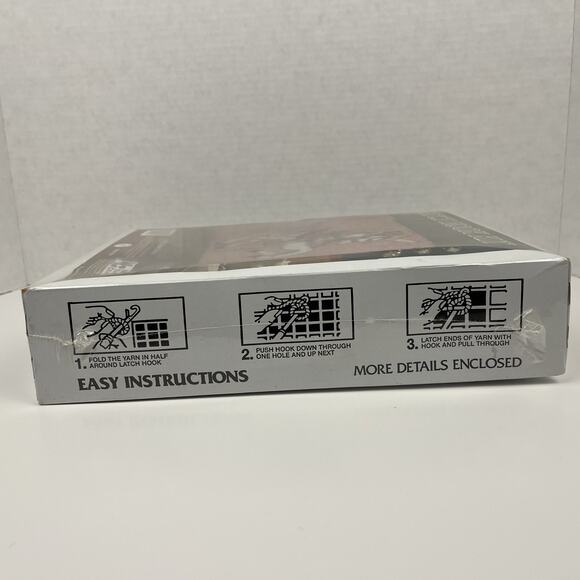 1. FOLD THE YARN IN HALF
AROUND LATCH HOOK
2. PUSH HOOK DOWN THROUGH
ONE HOLE AND UP NEXT
3. LATCH ENDS OF YARN WITH
HOOK AND PULL THROUGH
EASY INSTRUCTIONS
MORE DETAILS ENCLOSED